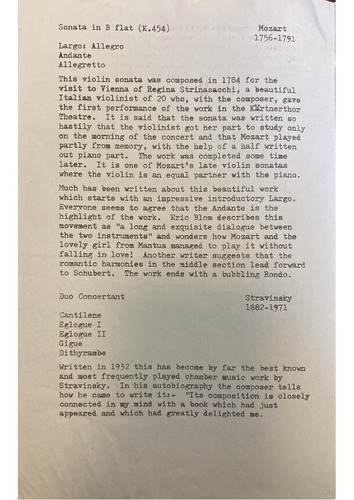 Sonata in B flat (K.454)    Mozart
1756-1791
Largo: Allegro
Andante
Allegretto
This violin sonata was composed in 1784 for the
visit to Vienna of Regina Strinasacchi, a beautiful
Italian violinist of 20 who, with the composer, gave
the first performance of the work in the Kärtnerthor
Theatre. It is said that the sonata was written so
hastily that the violinist got her part to study only
on the morning of the concert and that Mozart played
partly from memory, with the help of a half written
out piano part. The work was completed some time
later. It is one of Mozart's late violin sonatas
where the violin is an equal partner with the piano.
Much has been written about this beautiful work
which starts with an impressive introductory Largo.
Everyone seems to agree that the Andante is the
highlight of the work. Eric Blom describes this
movement as "a long and exquisite dialogue between
the two instruments" and wonders how Mozart and the
lovely girl from Mantua managed to play it without
falling in love! Another writer suggests that the
romantic harmonies in the middle section lead forward
to Schubert. The work ends with a bubbling Rondo.
Duo Concertant    Stravinsky
1882-1971
Cantilene
Eglogue I
Eglogue II
Gigue
Dithyrambe
Written in 1932 this has become by far the best known
and most frequently played chamber music work by
Stravinsky. In his autobiography the composer tells
how he came to write it:- "Its composition is closely
connected in my mind with a book which had just
appeared and which had greatly delighted me.